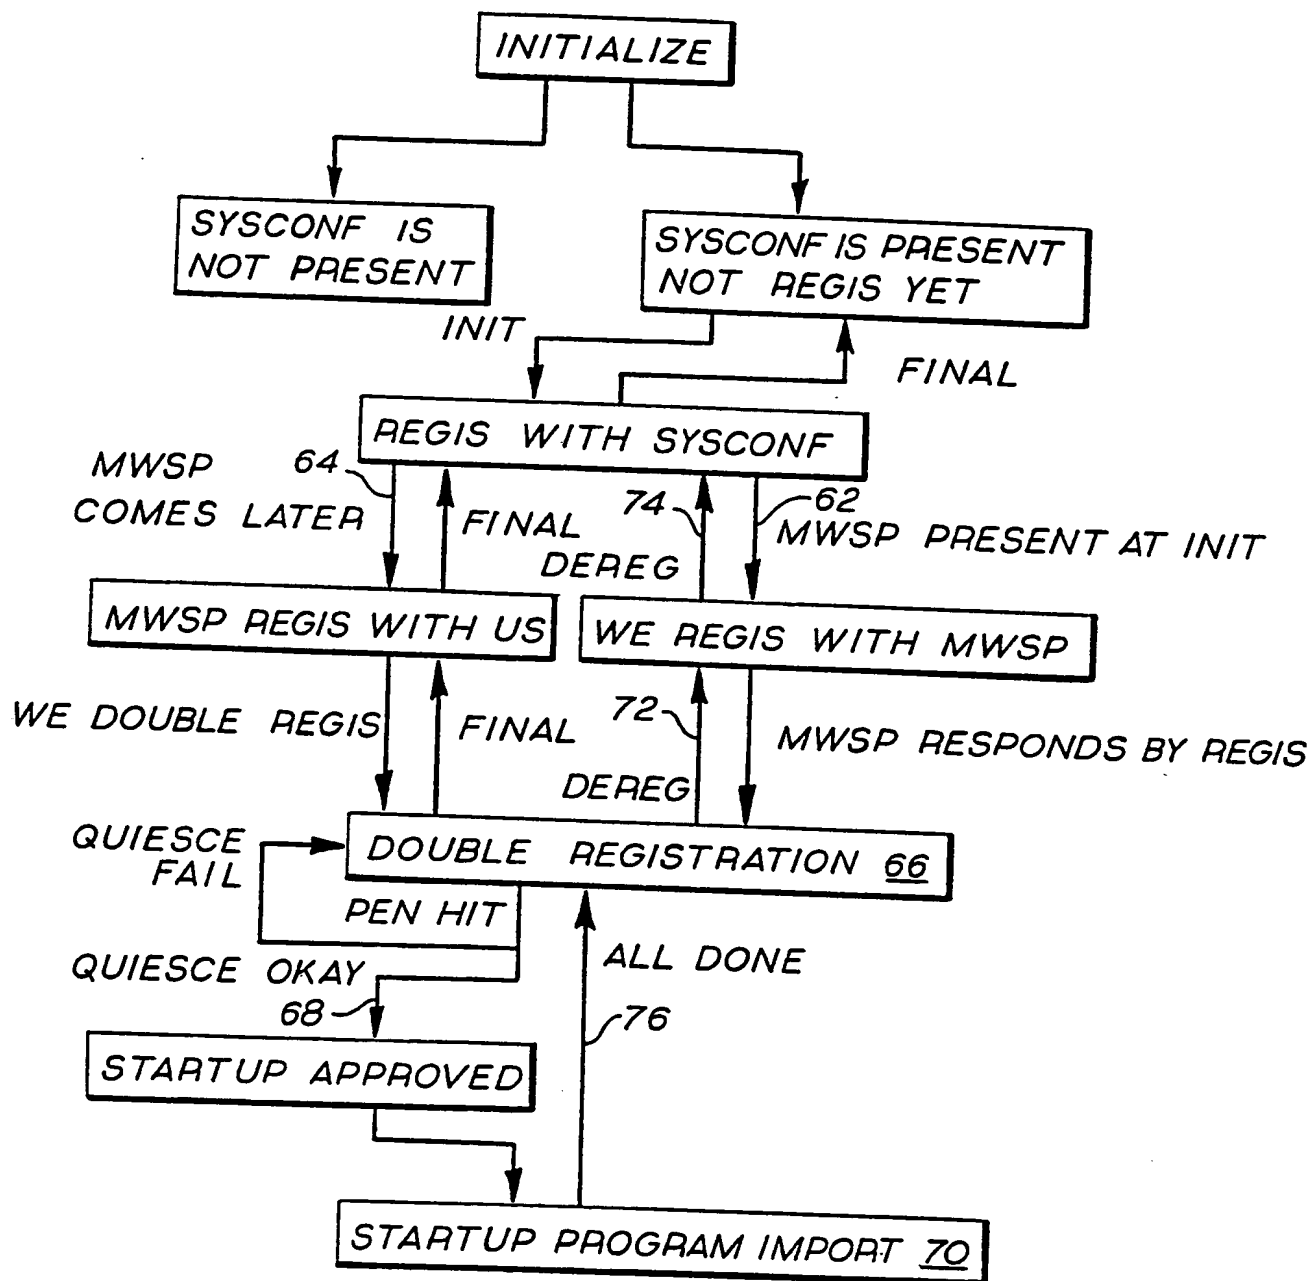 INITIALIZE
SYSCONF IS
NOT PRESENT
SYSCONF IS PRESENT
NOT REGIS YET
INIT
FINAL
REGIS WITH SYSCONF
MWSP
COMES LATER
64
FINAL
74
DEREG
62
MWSP PRESENT AT INIT
MWSP REGIS WITH US
WE REGIS WITH MWSP
WE DOUBLE REGIS
FINAL
72
DEREG
MWSP RESPONDS BY REGIS
QUIESCE
FAIL
DOUBLE REGISTRATION 66
PEN HIT
QUIESCE OKAY
68
ALL DONE
76
STARTUP APPROVED
STARTUP PROGRAM IMPORT 70